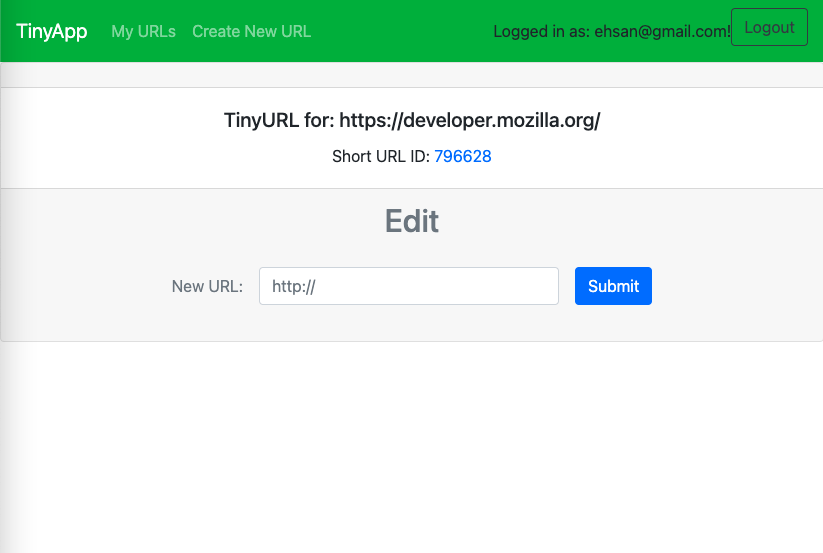 TinyApp My URLs Create New URL Logged in as: ehsan@gmail.com! Logout
TinyURL for: https://developer.mozilla.org/
Short URL ID: 796628
Edit
New URL: http:// Submit